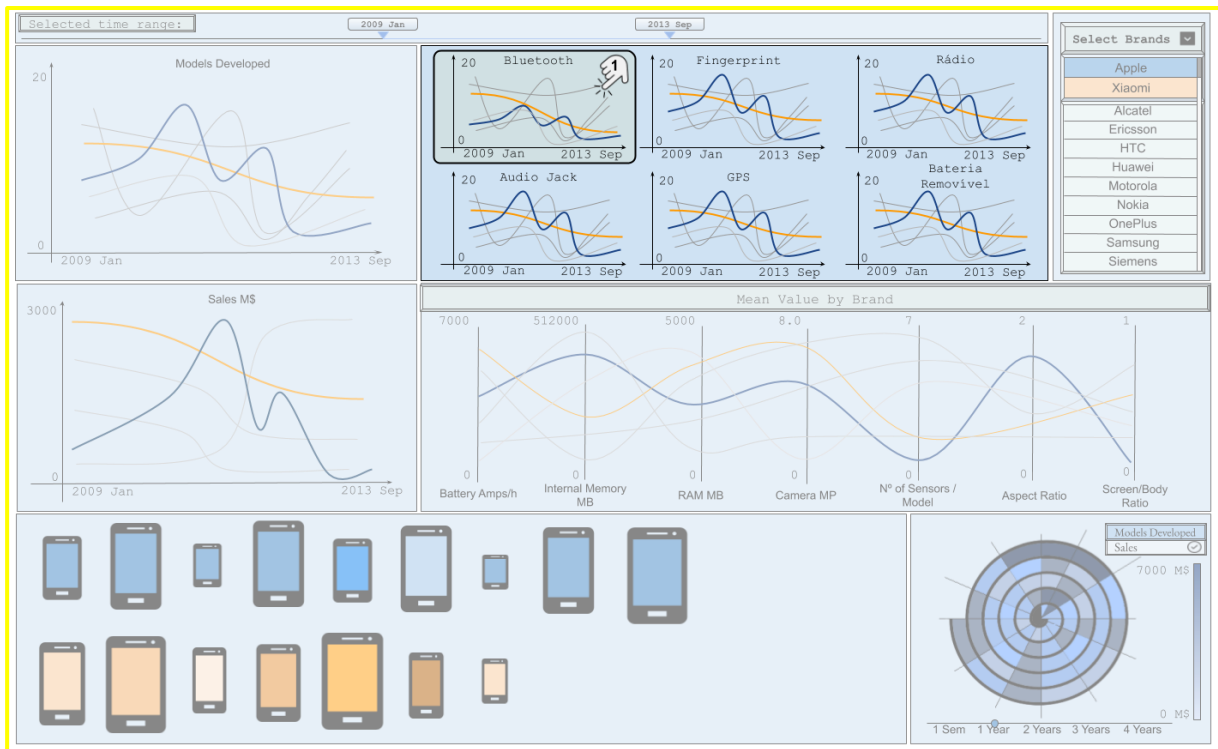 Selected time range:
2009 Jan
2013 Sep
Select Brands
Apple
Xiaomi
Alcatel
Ericsson
HTC
Huawei
Motorola
Nokia
OnePlus
Samsung
Siemens
Models Developed
20
0
2009 Jan
2013 Sep
Bluetooth
20
0
2009 Jan 2013 Sep
1
Fingerprint
20
0
2009 Jan 2013 Sep
Rádio
20
0
2009 Jan 2013 Sep
Audio Jack
20
0
2009 Jan 2013 Sep
GPS
20
0
2009 Jan 2013 Sep
Bateria
Removível
20
0
2009 Jan 2013 Sep
Sales M$
3000
0
2009 Jan
2013 Sep
Mean Value by Brand
7000 512000 5000 8.0 7 2 1
0 0 0 0 0 0 0
Battery Amps/h
Internal Memory
MB
RAM MB
Camera MP
Nº of Sensors /
Model
Aspect Ratio
Screen/Body
Ratio
Models Developed
Sales
7000 M$
0 M$
1 Sem 1 Year 2 Years 3 Years 4 Years